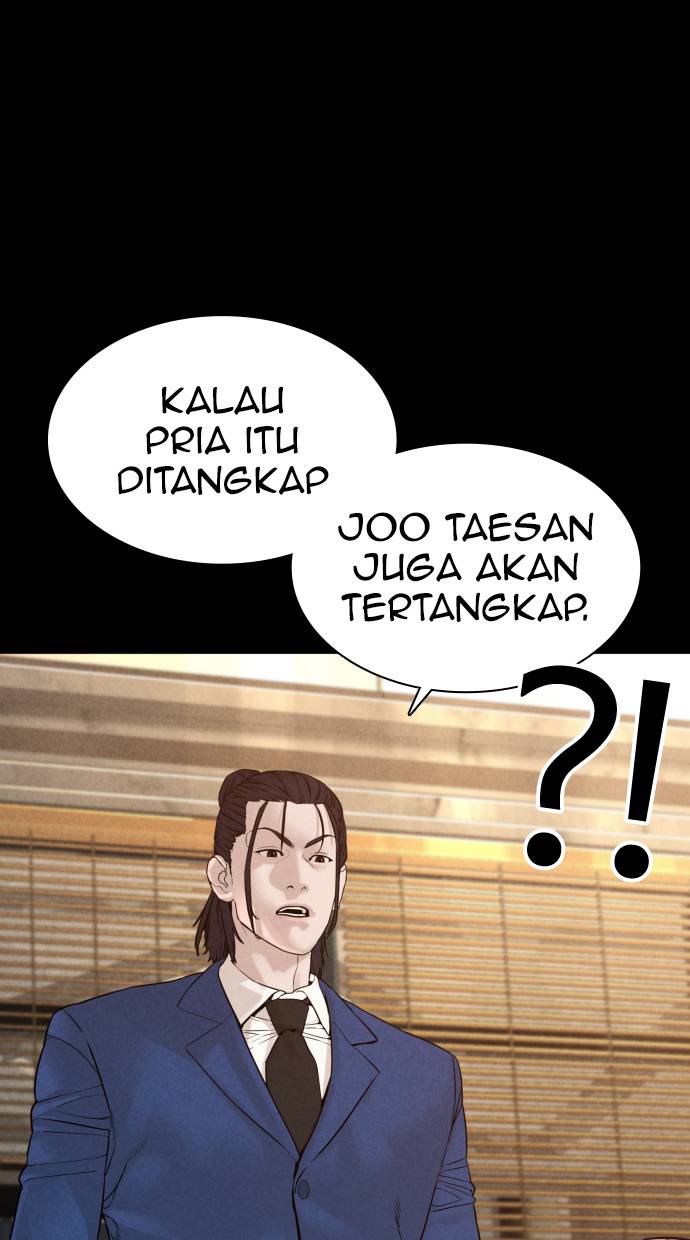 KALAU
PRIA ITU
DITANGKAP
JOO TAESAN
JUGA AKAN
TERTANGKAP.
?!